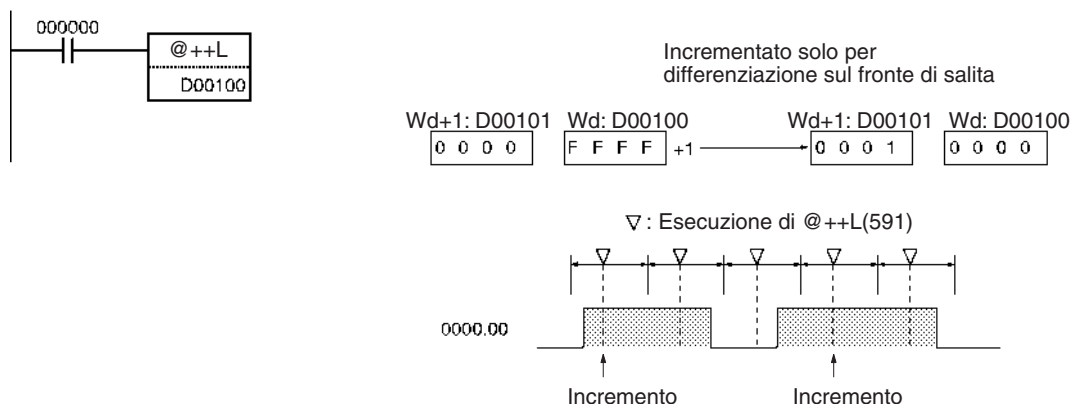 000000
@++L
D00100
Incrementato solo per
differenziazione sul fronte di salita
Wd+1: D00101 Wd: D00100 Wd+1: D00101 Wd: D00100
0 0 0 0 F F F F +1 0 0 0 1 0 0 0 0
▽ : Esecuzione di @++L(591)
0000.00
Incremento Incremento